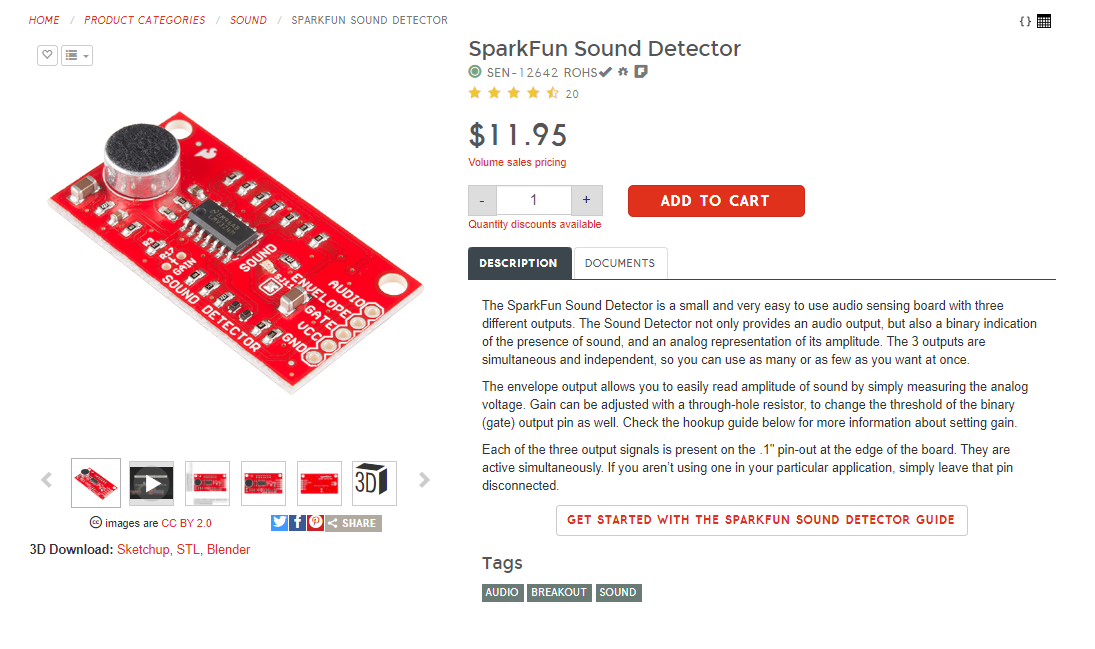 HOME / PRODUCT CATEGORIES / SOUND / SPARKFUN SOUND DETECTOR
{ }
SparkFun Sound Detector
SEN-12642 ROHS
20
$11.95
Volume sales pricing
- 1 +
ADD TO CART
Quantity discounts available
DESCRIPTION
DOCUMENTS
The SparkFun Sound Detector is a small and very easy to use audio sensing board with three
different outputs. The Sound Detector not only provides an audio output, but also a binary indication
of the presence of sound, and an analog representation of its amplitude. The 3 outputs are
simultaneous and independent, so you can use as many or as few as you want at once.
The envelope output allows you to easily read amplitude of sound by simply measuring the analog
voltage. Gain can be adjusted with a through-hole resistor, to change the threshold of the binary
(gate) output pin as well. Check the hookup guide below for more information about setting gain.
Each of the three output signals is present on the .1" pin-out at the edge of the board. They are
active simultaneously. If you aren't using one in your particular application, simply leave that pin
disconnected.
GET STARTED WITH THE SPARKFUN SOUND DETECTOR GUIDE
Tags
AUDIO
BREAKOUT
SOUND
SOUND
GAIN
SOUND DETECTOR
AUDIO
ENVELOPE
GATE
VCC
GND
3D
images are CC BY 2.0
SHARE
3D Download: Sketchup, STL, Blender